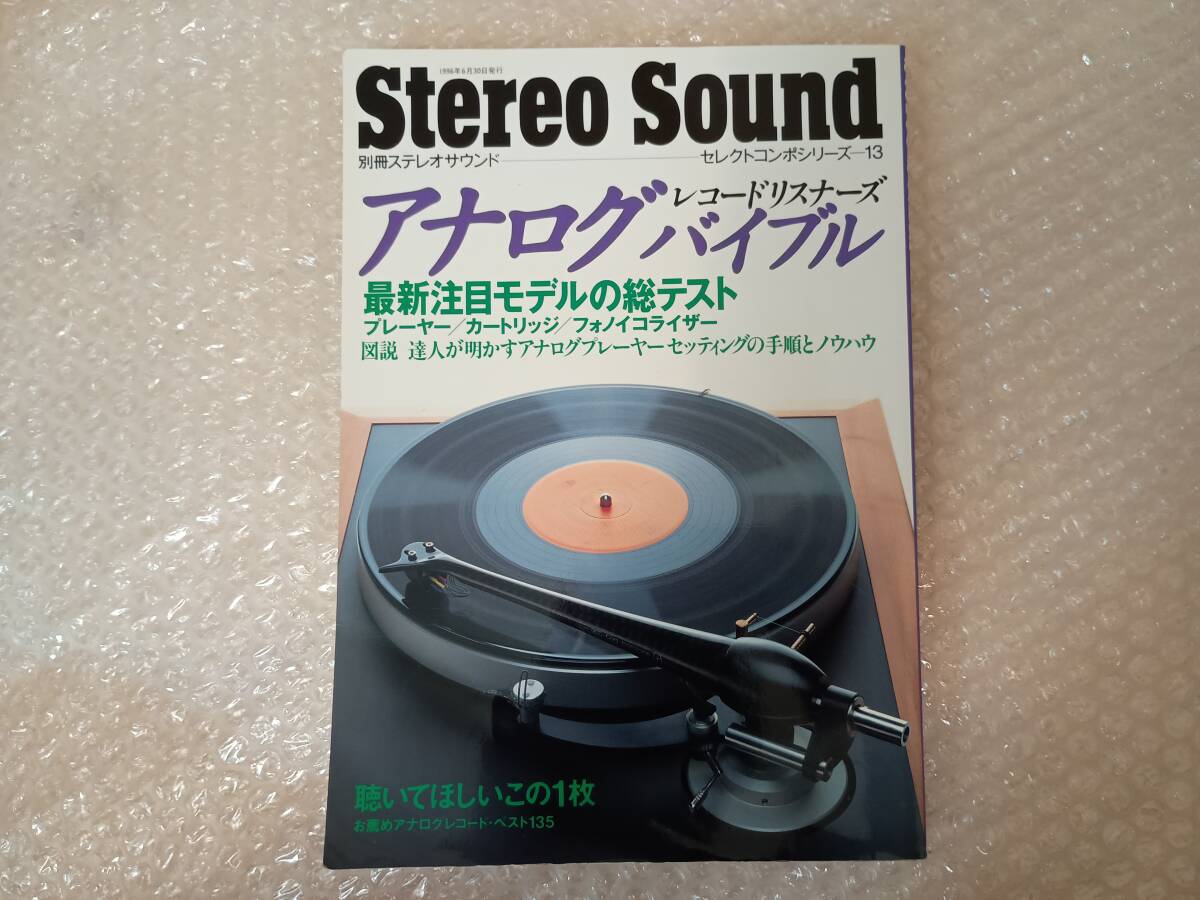 1996年6月30日発行
Stereo Sound
別冊ステレオサウンド
セレクトコンポシリーズ—13
アナログ
レコードリスナーズ
バイブル
最新注目モデルの総テスト
プレーヤー/カートリッジ/フォノイコライザー
図説 達人が明かすアナログプレーヤーセッティングの手順とノウハウ
聴いてほしいこの1枚
お薦めアナログレコード・ベスト135